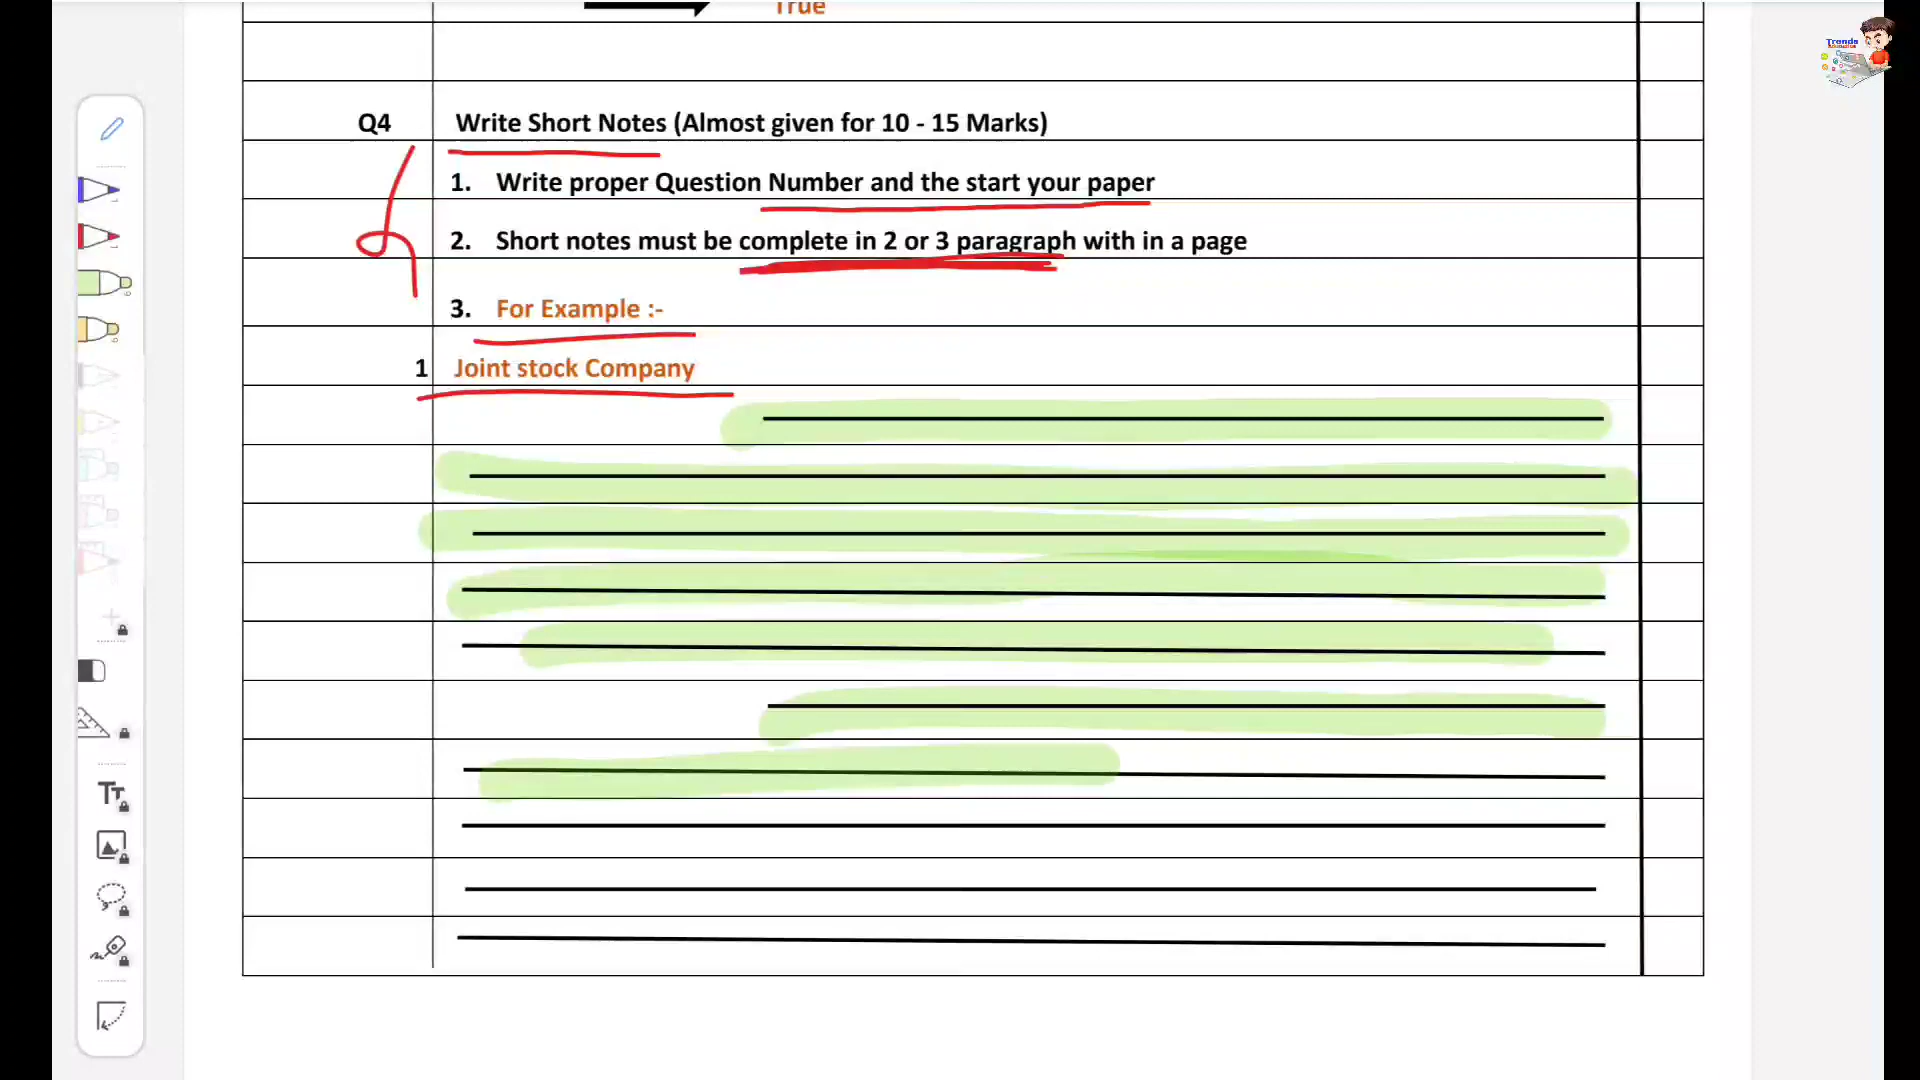 True
Trends
Q4 Write Short Notes (Almost given for 10 - 15 Marks)
1. Write proper Question Number and the start your paper
2. Short notes must be complete in 2 or 3 paragraph with in a page
3. For Example :-
1 Joint stock Company
TT